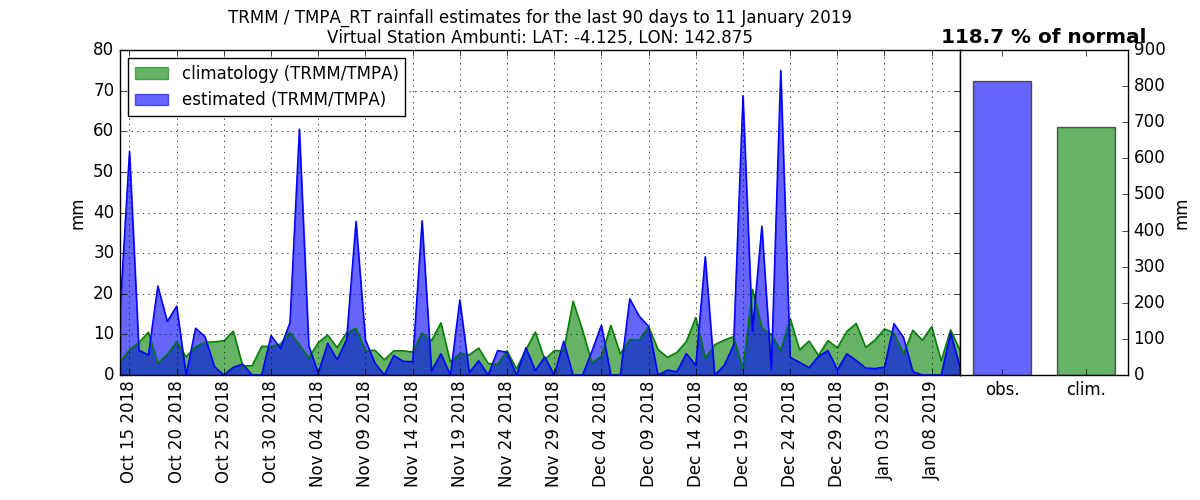 TRMM / TMPA_RT rainfall estimates for the last 90 days to 11 January 2019
Virtual Station Ambunti: LAT: -4.125, LON: 142.875
118.7 % of normal
climatology (TRMM/TMPA)
estimated (TRMM/TMPA)
mm
80
70
60
50
40
30
20
10
0
Oct 15 2018
Oct 20 2018
Oct 25 2018
Oct 30 2018
Nov 04 2018
Nov 09 2018
Nov 14 2018
Nov 19 2018
Nov 24 2018
Nov 29 2018
Dec 04 2018
Dec 09 2018
Dec 14 2018
Dec 19 2018
Dec 24 2018
Dec 29 2018
Jan 03 2019
Jan 08 2019
900
800
700
600
500
400
300
200
100
0
mm
obs.
clim.